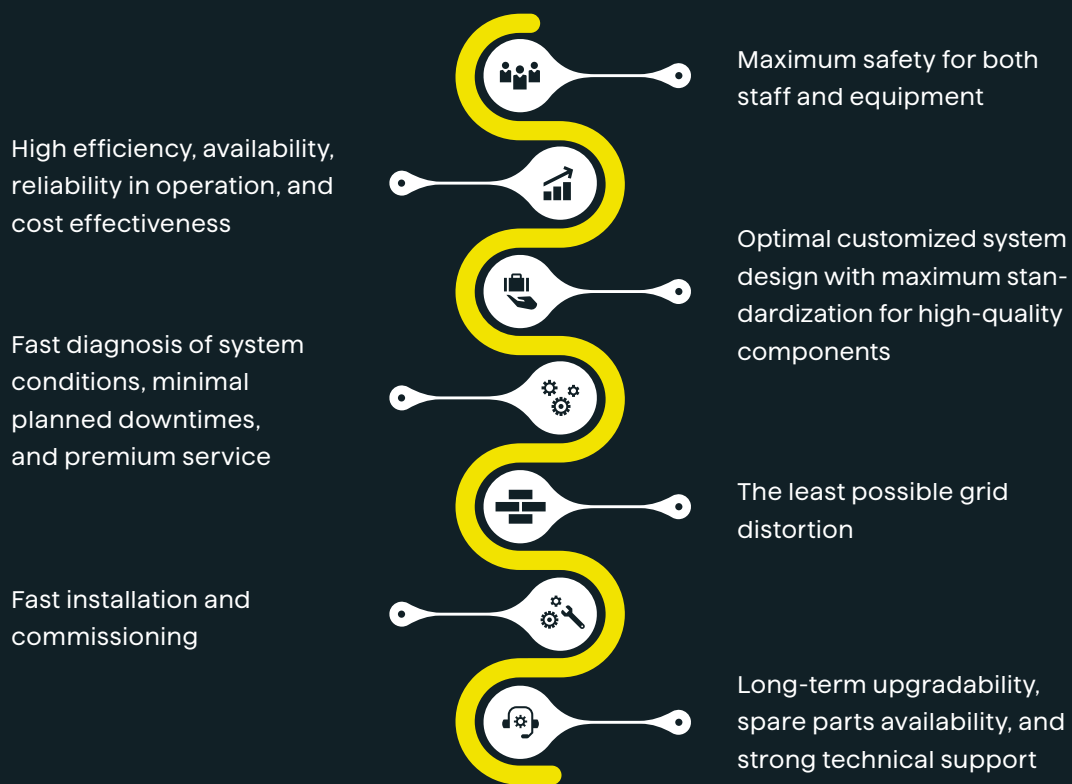 Maximum safety for both
staff and equipment
High efficiency, availability,
reliability in operation, and
cost effectiveness
Optimal customized system
design with maximum stan-
dardization for high-quality
components
Fast diagnosis of system
conditions, minimal
planned downtimes,
and premium service
The least possible grid
distortion
Fast installation and
commissioning
Long-term upgradability,
spare parts availability, and
strong technical support